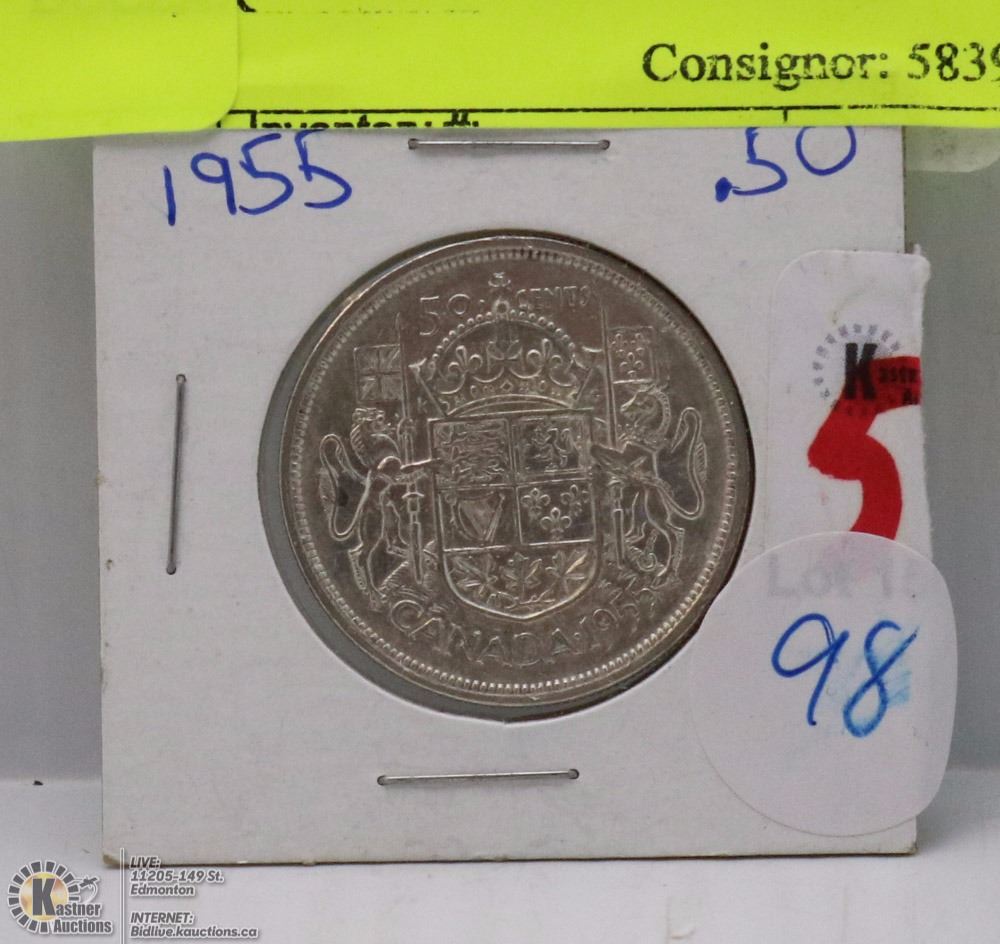 Consignor: 5839
Inventory #:
1955
.50
50 CENTS
CANADA 1955
K
5
Lot
98
Kastner
Auctions
LIVE:
11205-149 St.
Edmonton
INTERNET:
Bidlive.kauctions.ca